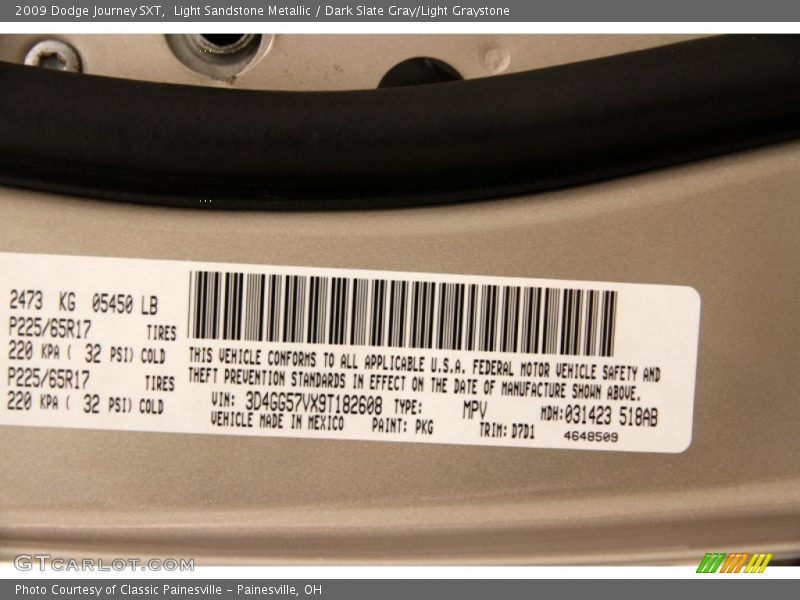 2009 Dodge Journey SXT,  Light Sandstone Metallic / Dark Slate Gray/Light Graystone
2473 KG 05450 LB
P225/65R17 TIRES
220 KPA ( 32 PSI) COLD
P225/65R17 TIRES
220 KPA ( 32 PSI) COLD
THIS VEHICLE CONFORMS TO ALL APPLICABLE U.S.A. FEDERAL MOTOR VEHICLE SAFETY AND
THEFT PREVENTION STANDARDS IN EFFECT ON THE DATE OF MANUFACTURE SHOWN ABOVE.
VIN: 3D4GG57VX9T182608 TYPE: MPV MDH: 031423 518AB
VEHICLE MADE IN MEXICO PAINT: PKG TRIM: D7D1 4648509
GTCARLOT.COM
Photo Courtesy of Classic Painesville - Painesville, OH